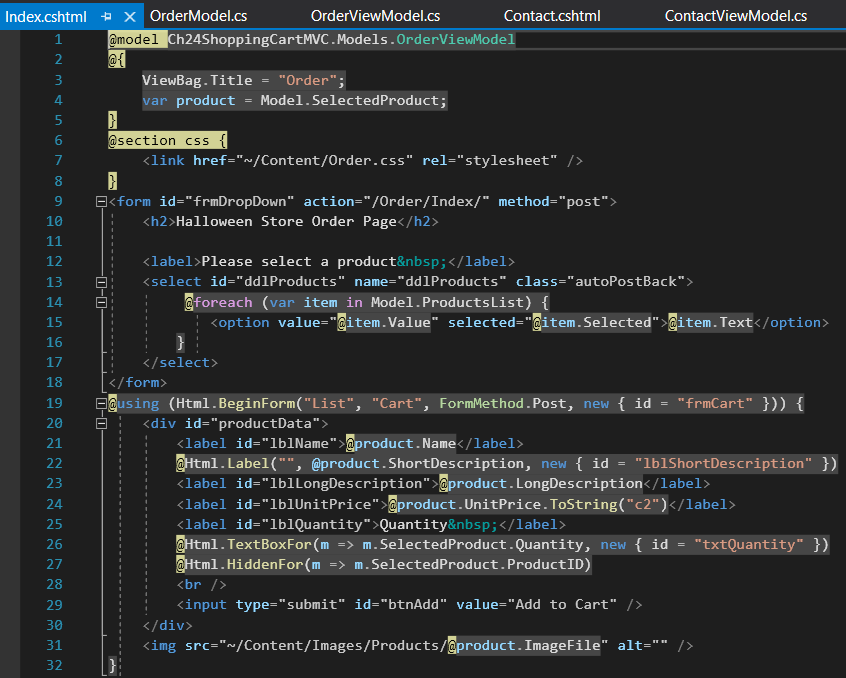 Index.cshtml OrderModel.cs OrderViewModel.cs Contact.cshtml ContactViewModel.cs
1 @model Ch24ShoppingCartMVC.Models.OrderViewModel
2 @{
3 ViewBag.Title = "Order";
4 var product = Model.SelectedProduct;
5 }
6 @section css {
7 <link href="~/Content/Order.css" rel="stylesheet" />
8 }
9 <form id="frmDropDown" action="/Order/Index/" method="post">
10 <h2>Halloween Store Order Page</h2>
11
12 <label>Please select a product&nbsp;</label>
13 <select id="ddlProducts" name="ddlProducts" class="autoPostBack">
14 @foreach (var item in Model.ProductsList) {
15 <option value="@item.Value" selected="@item.Selected">@item.Text</option>
16 }
17 </select>
18 </form>
19 @using (Html.BeginForm("List", "Cart", FormMethod.Post, new { id = "frmCart" })) {
20 <div id="productData">
21 <label id="lblName">@product.Name</label>
22 @Html.Label("", @product.ShortDescription, new { id = "lblShortDescription" })
23 <label id="lblLongDescription">@product.LongDescription</label>
24 <label id="lblUnitPrice">@product.UnitPrice.ToString("c2")</label>
25 <label id="lblQuantity">Quantity&nbsp;</label>
26 @Html.TextBoxFor(m => m.SelectedProduct.Quantity, new { id = "txtQuantity" })
27 @Html.HiddenFor(m => m.SelectedProduct.ProductID)
28 <br />
29 <input type="submit" id="btnAdd" value="Add to Cart" />
30 </div>
31 <img src="~/Content/Images/Products/@product.ImageFile" alt="" />
32 }